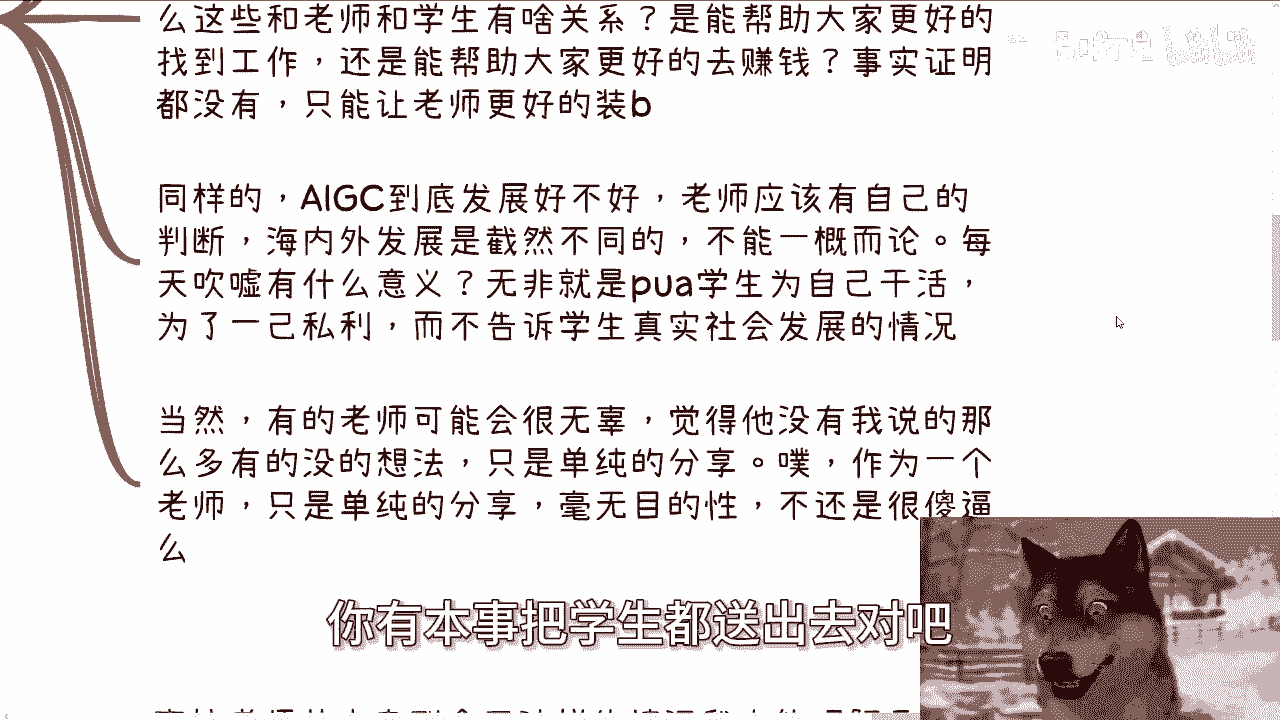 么这些和老师和学生有啥关系？是能帮助大家更好的
找到工作，还是能帮助大家更好的去赚钱？事实证明
都没有，只能让老师更好的装b
同样的，AIGC到底发展好不好，老师应该有自己的
判断，海内外发展是截然不同的，不能一概而论。每
天吹嘘有什么意义？无非就是pua学生为自己干活，
为了一己私利，而不告诉学生真实社会发展的情况
当然，有的老师可能会很无辜，觉得他没有我说的那
么多有的没的想法，只是单纯的分享。噗，作为一个
老师，只是单纯的分享，毫无目的性，不还是很傻逼
么
你有本事把学生都送出去对吧